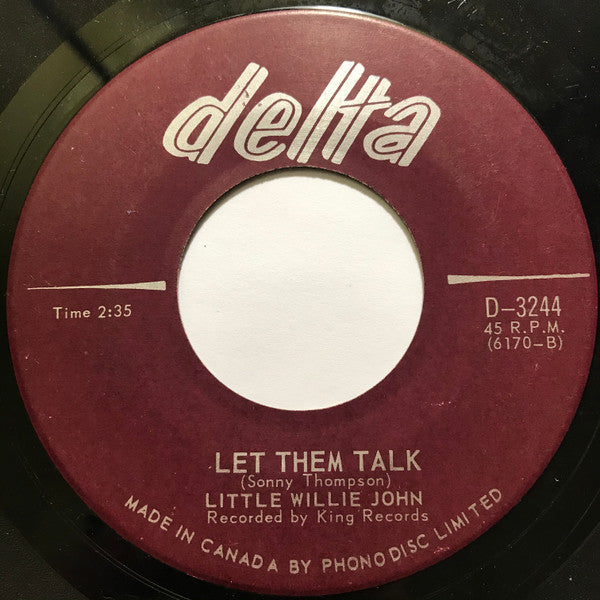 delta
Time 2:35
D-3244
45 R.P.M.
(6170-B)
LET THEM TALK
(Sonny Thompson)
LITTLE WILLIE JOHN
Recorded by King Records
MADE IN CANADA BY PHONODISC LIMITED